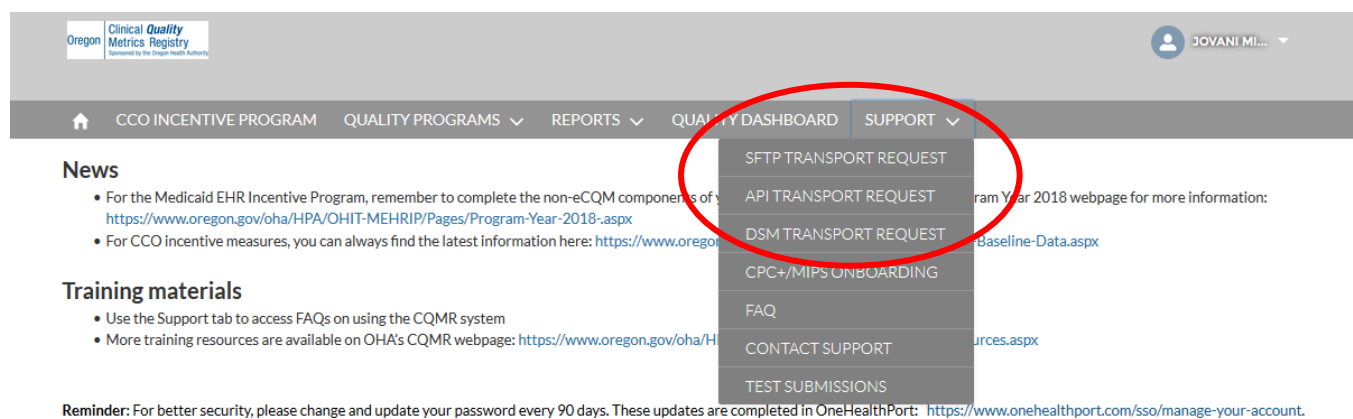 Oregon
Clinical Quality
Metrics Registry
Sponsored by the Oregon Health Authority
JOVANI MI...
CCO INCENTIVE PROGRAM QUALITY PROGRAMS REPORTS QUALITY DASHBOARD SUPPORT
SFTP TRANSPORT REQUEST
API TRANSPORT REQUEST
DSM TRANSPORT REQUEST
CPC+/MIPS ONBOARDING
FAQ
CONTACT SUPPORT
TEST SUBMISSIONS
News
• For the Medicaid EHR Incentive Program, remember to complete the non-eCQM components of ram Year 2018 webpage for more information:
https://www.oregon.gov/oha/HPA/OHIT-MEHRIP/Pages/Program-Year-2018-.aspx
• For CCO incentive measures, you can always find the latest information here: https://www.oregon -Baseline-Data.aspx
Training materials
• Use the Support tab to access FAQs on using the CQMR system
• More training resources are available on OHA's CQMR webpage: https://www.oregon.gov/oha/H urces.aspx
Reminder: For better security, please change and update your password every 90 days. These updates are completed in OneHealthPort: https://www.onehealthport.com/sso/manage-your-account.